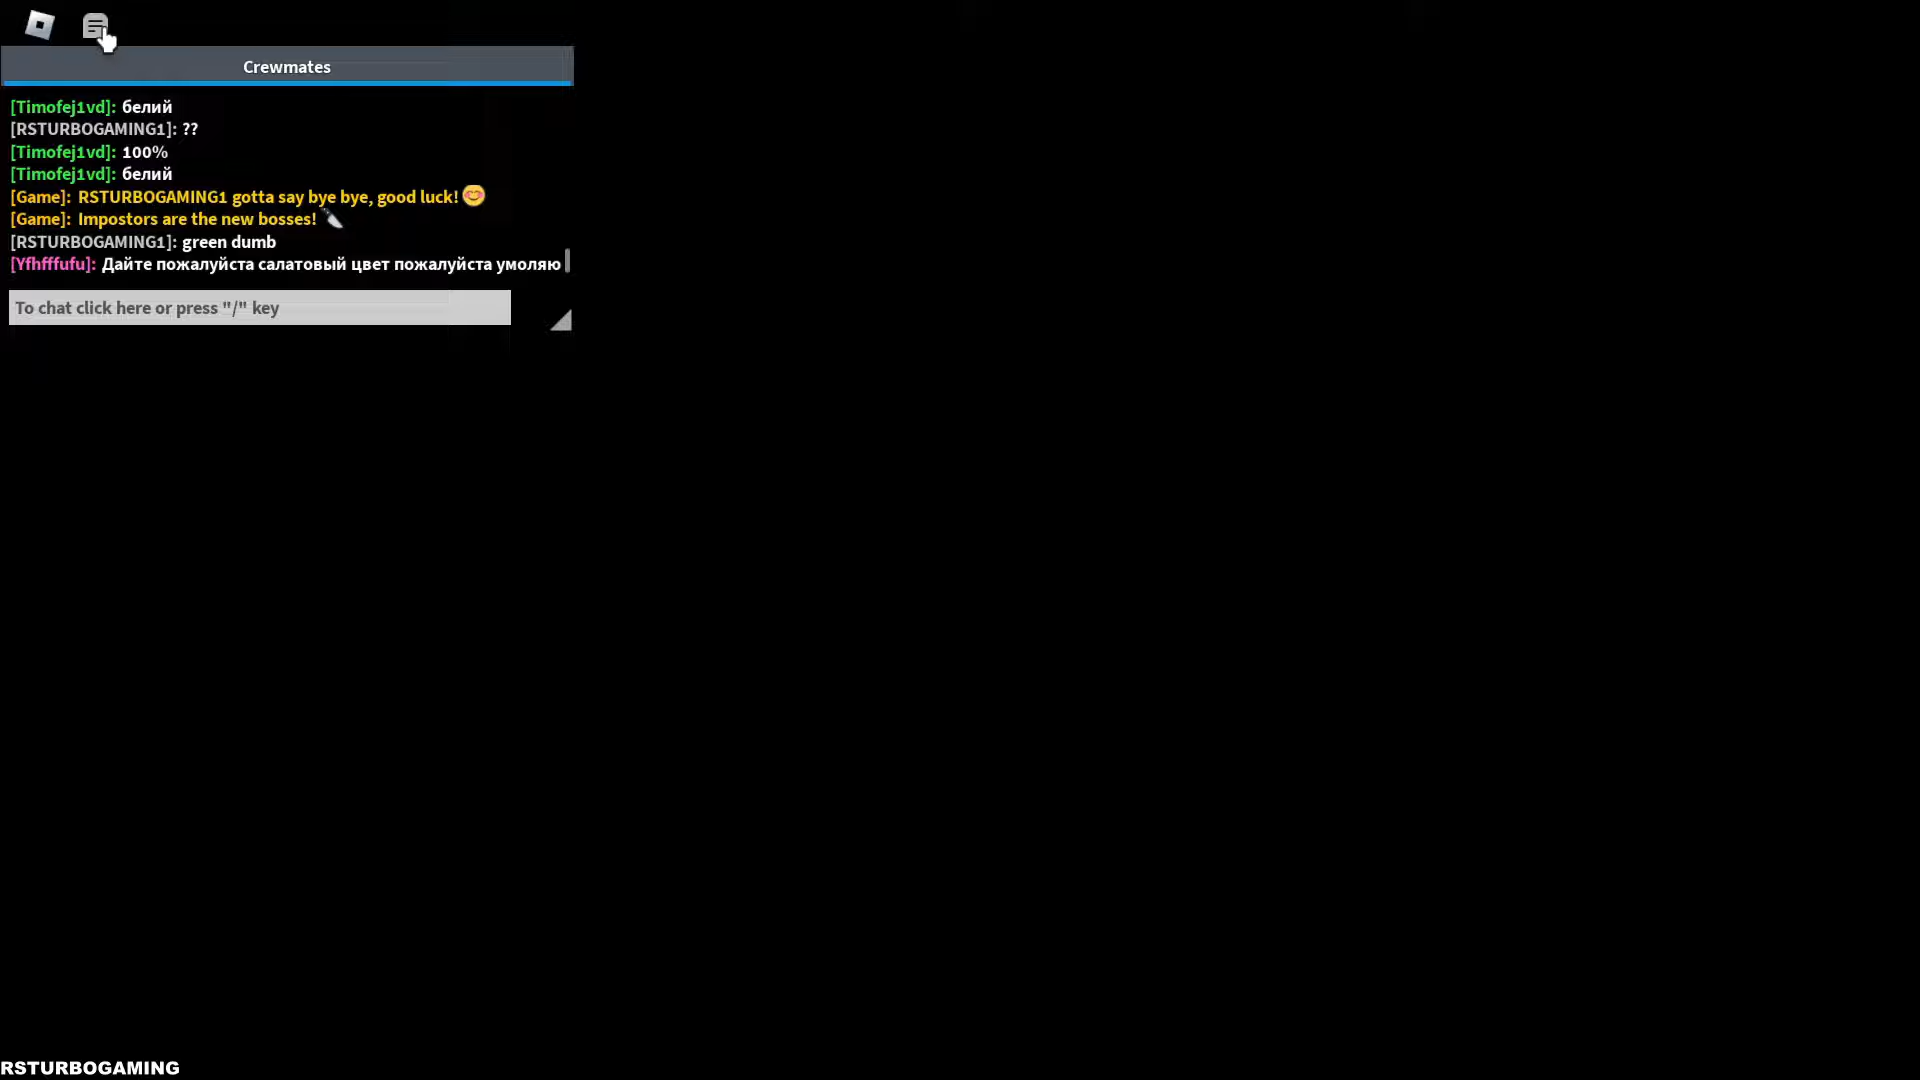 Crewmates
[Timofej1vd]: белий
[RSTURBOGAMING1]: ??
[Timofej1vd]: 100%
[Timofej1vd]: белий
[Game]: RSTURBOGAMING1 gotta say bye bye, good luck! 😊
[Game]: Impostors are the new bosses! 🔪
[RSTURBOGAMING1]: green dumb
[Yfhfffufu]: Дайте пожалуйста салатовый цвет пожалуйста умоляю
To chat click here or press "/" key
RSTURBOGAMING